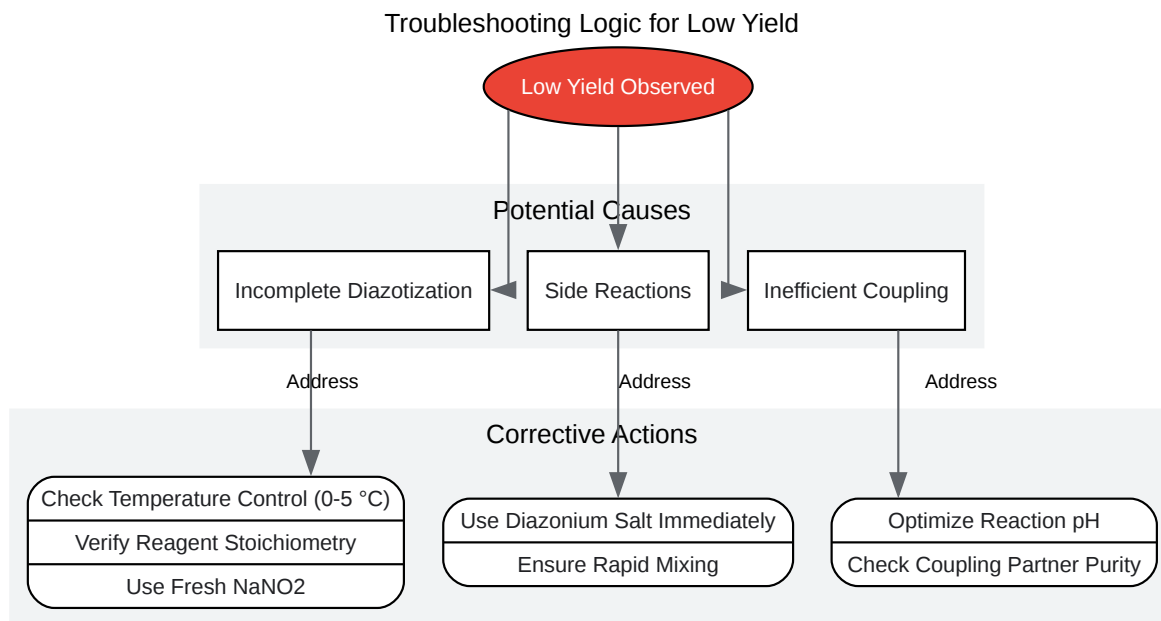 Troubleshooting Logic for Low Yield
Low Yield Observed
Potential Causes
Incomplete Diazotization
Side Reactions
Inefficient Coupling
Address
Address
Address
Corrective Actions
Check Temperature Control (0-5 °C)
Verify Reagent Stoichiometry
Use Fresh NaNO2
Use Diazonium Salt Immediately
Ensure Rapid Mixing
Optimize Reaction pH
Check Coupling Partner Purity